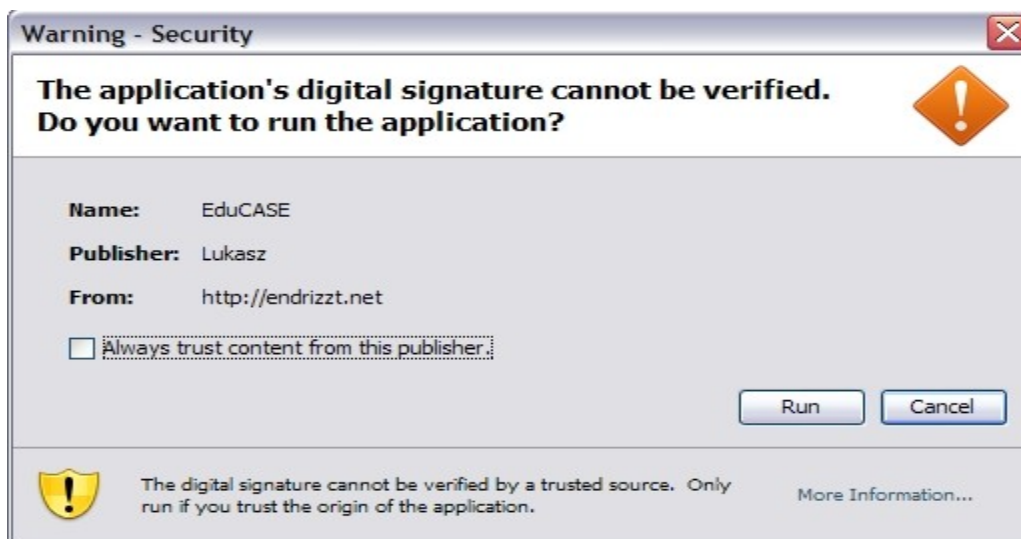 Warning - Security
The application's digital signature cannot be verified.
Do you want to run the application?
Name: EduCASE
Publisher: Lukasz
From: http://endrizzt.net
Always trust content from this publisher.
Run Cancel
The digital signature cannot be verified by a trusted source. Only
run if you trust the origin of the application.
More Information...